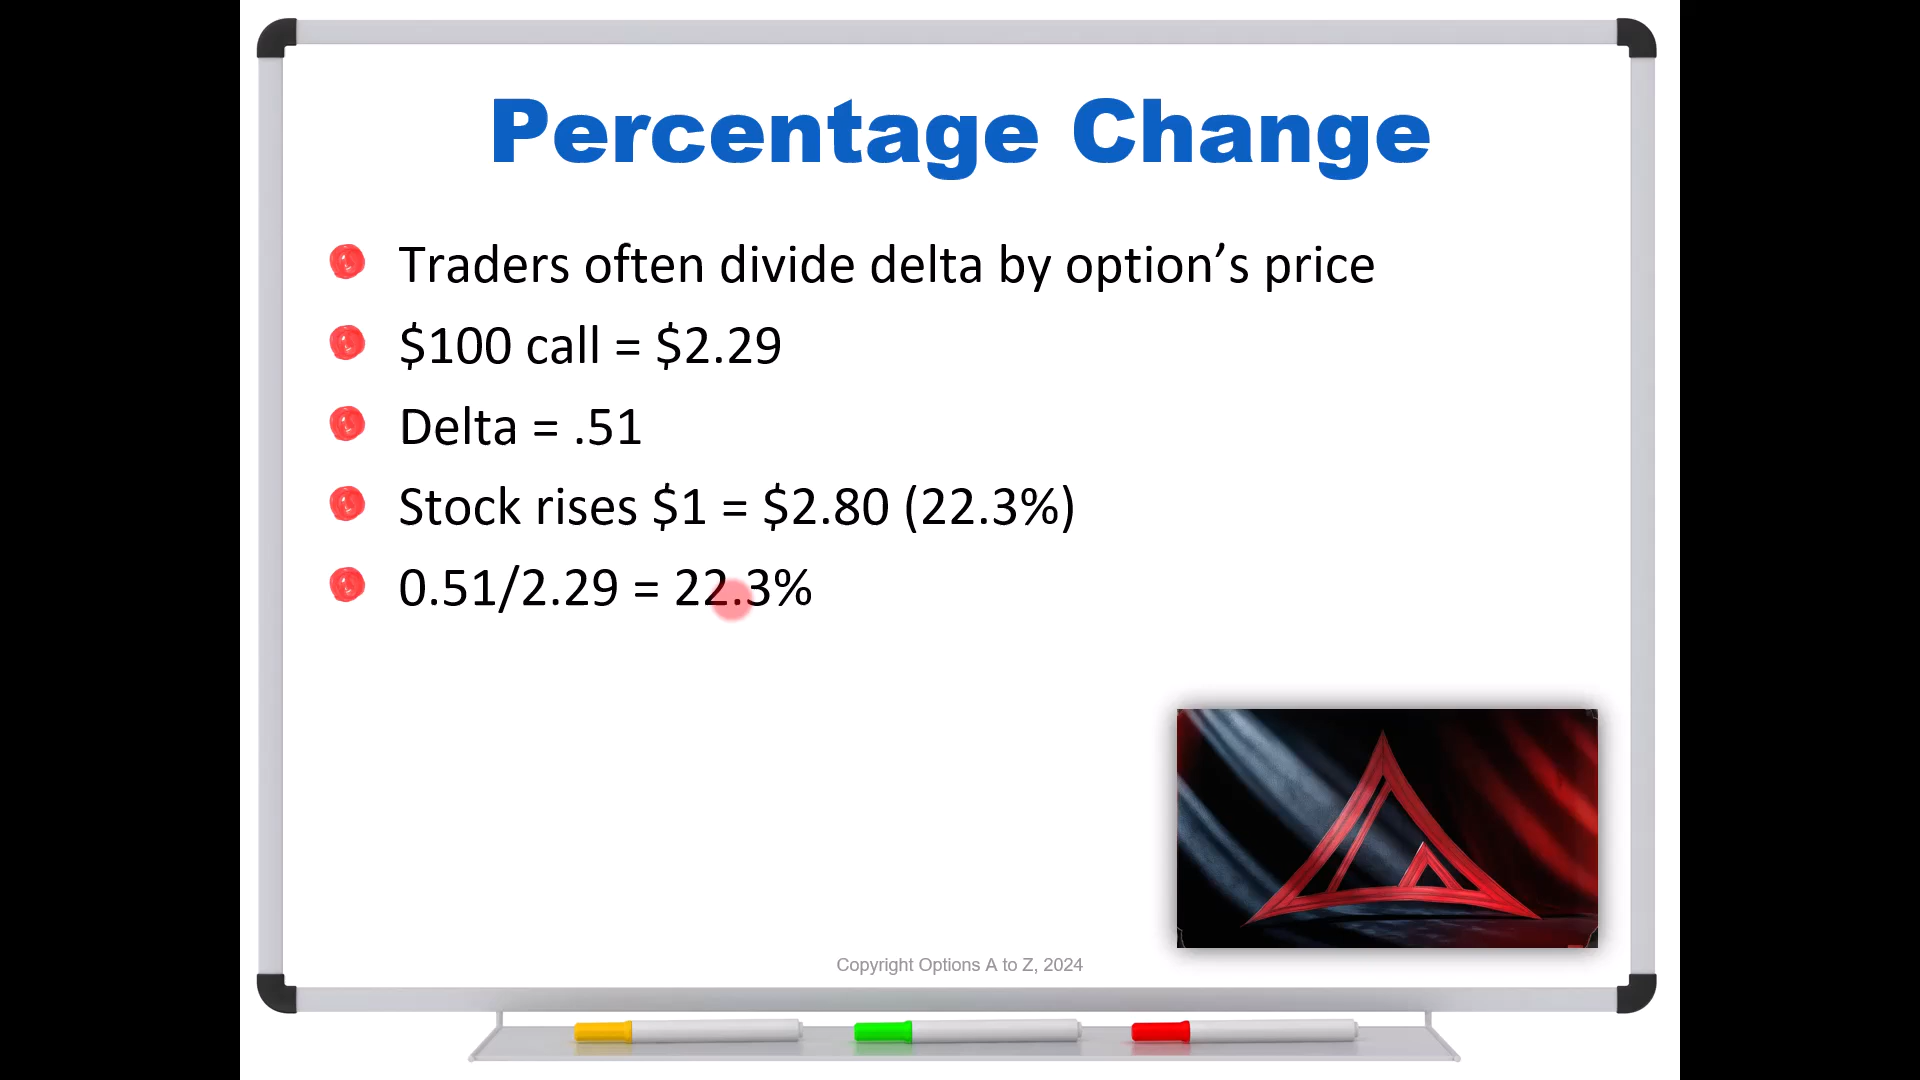 Percentage Change
Traders often divide delta by option’s price
$100 call = $2.29
Delta = .51
Stock rises $1 = $2.80 (22.3%)
0.51/2.29 = 22.3%
Copyright Options A to Z, 2024